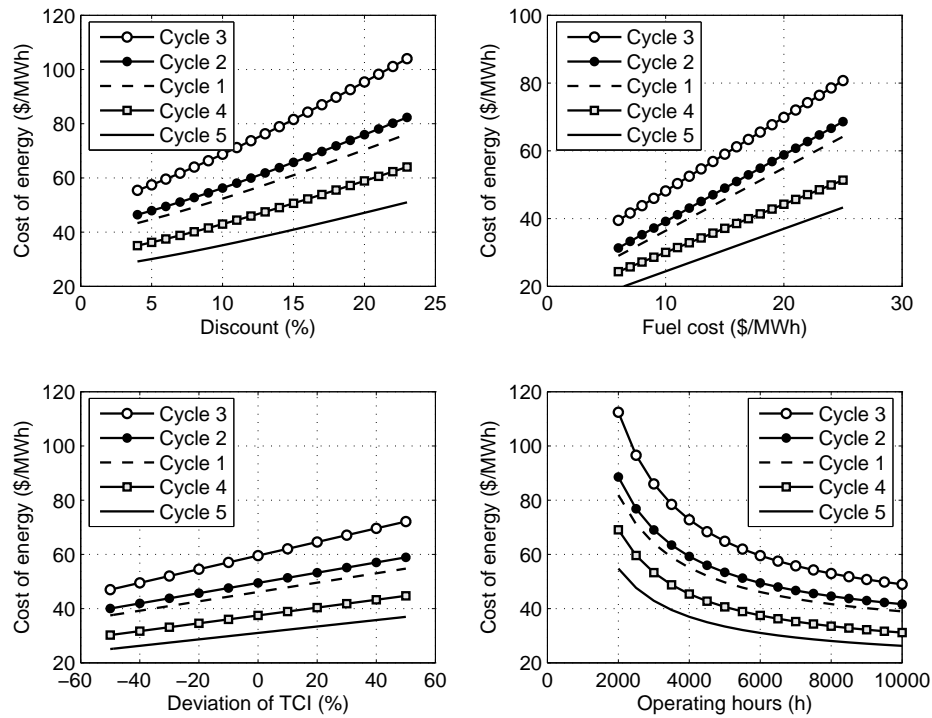 120
100
80
60
40
20
Cost of energy ($/MWh)
Cycle 3
Cycle 2
Cycle 1
Cycle 4
Cycle 5
0 5 10 15 20 25
Discount (%)
100
80
60
40
20
Cost of energy ($/MWh)
Cycle 3
Cycle 2
Cycle 1
Cycle 4
Cycle 5
0 10 20 30
Fuel cost ($/MWh)
120
100
80
60
40
20
Cost of energy ($/MWh)
Cycle 3
Cycle 2
Cycle 1
Cycle 4
Cycle 5
−60 −40 −20 0 20 40 60
Deviation of TCI (%)
120
100
80
60
40
20
Cost of energy ($/MWh)
Cycle 3
Cycle 2
Cycle 1
Cycle 4
Cycle 5
0 2000 4000 6000 8000 10000
Operating hours (h)